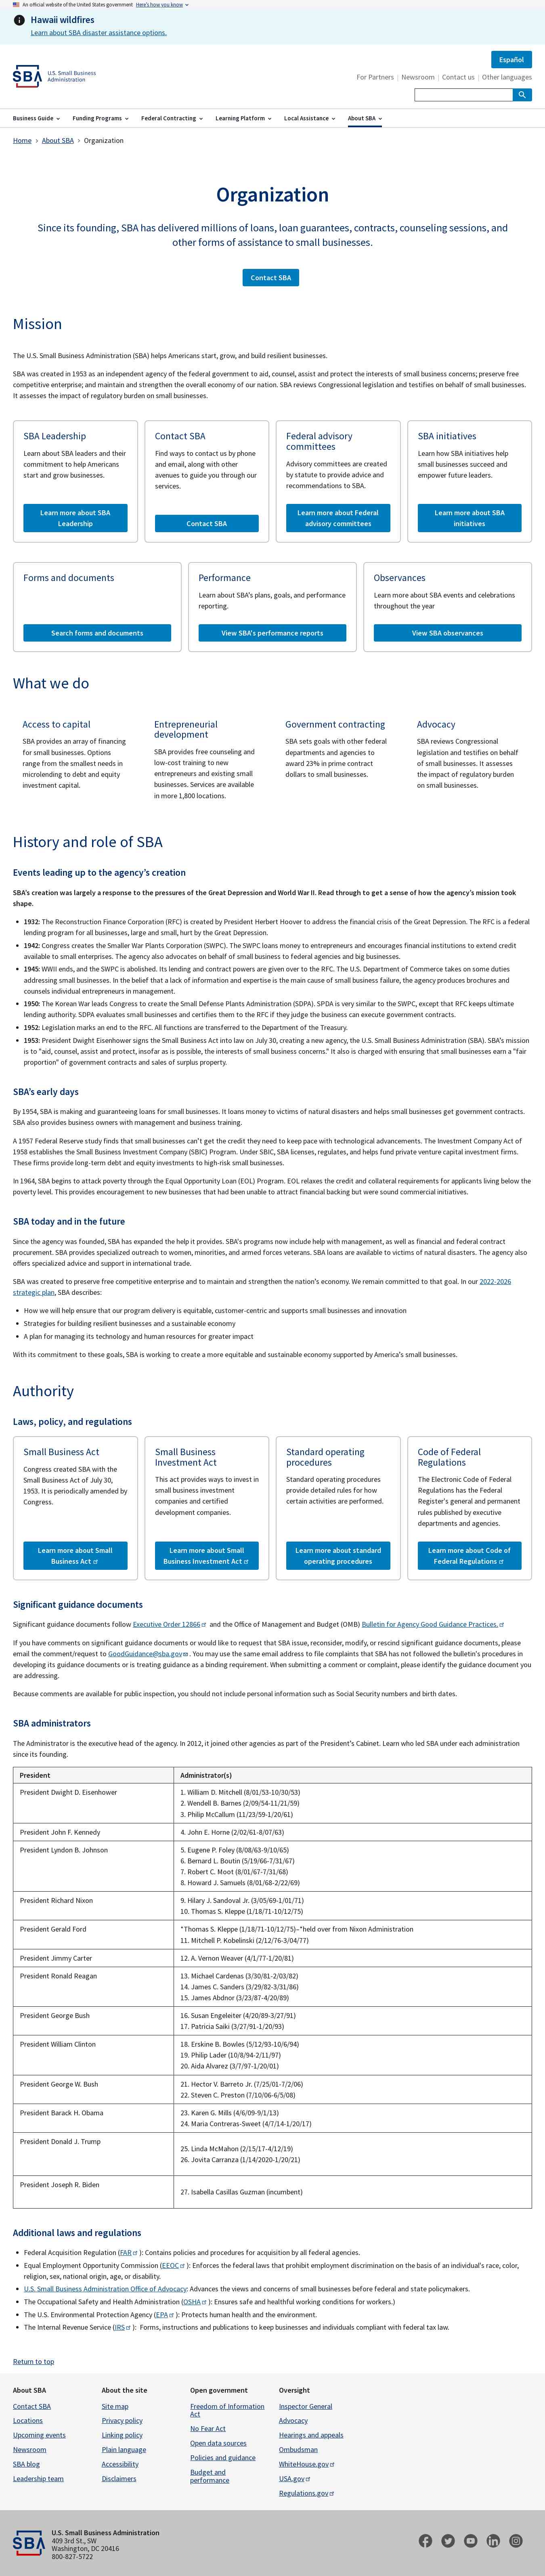 An official website of the United States government Here's how you know
Hawaii wildfires
Learn about SBA disaster assistance options.
Español
SBA U.S. Small Business
Administration
For Partners | Newsroom | Contact us | Other languages
Business Guide Funding Programs Federal Contracting Learning Platform Local Assistance About SBA
Home › About SBA › Organization
Organization
Since its founding, SBA has delivered millions of loans, loan guarantees, contracts, counseling sessions, and
other forms of assistance to small businesses.
Contact SBA
Mission
The U.S. Small Business Administration (SBA) helps Americans start, grow, and build resilient businesses.
SBA was created in 1953 as an independent agency of the federal government to aid, counsel, assist and protect the interests of small business concerns; preserve free
competitive enterprise; and maintain and strengthen the overall economy of our nation. SBA reviews Congressional legislation and testifies on behalf of small business. It
assesses the impact of regulatory burden on small businesses.
SBA Leadership
Learn about SBA leaders and their
commitment to help Americans
start and grow businesses.
Learn more about SBA
Leadership
Contact SBA
Find ways to contact us by phone
and email, along with other
avenues to guide you through our
services.
Contact SBA
Federal advisory
committees
Advisory committees are created
by statute to provide advice and
recommendations to SBA.
Learn more about Federal
advisory committees
SBA initiatives
Learn how SBA initiatives help
small businesses succeed and
empower future leaders.
Learn more about SBA
initiatives
Forms and documents
Search forms and documents
Performance
Learn about SBA's plans, goals, and performance
reporting.
View SBA's performance reports
Observances
Learn more about SBA events and celebrations
throughout the year
View SBA observances
What we do
Access to capital
SBA provides an array of financing
for small businesses. Options
range from the smallest needs in
microlending to debt and equity
investment capital.
Entrepreneurial
development
SBA provides free counseling and
low-cost training to new
entrepreneurs and existing small
businesses. Services are available
in more 1,800 locations.
Government contracting
SBA sets goals with other federal
departments and agencies to
award 23% in prime contract
dollars to small businesses.
Advocacy
SBA reviews Congressional
legislation and testifies on behalf
of small businesses. It assesses
the impact of regulatory burden
on small businesses.
History and role of SBA
Events leading up to the agency's creation
SBA's creation was largely a response to the pressures of the Great Depression and World War II. Read through to get a sense of how the agency's mission took
shape.
• 1932: The Reconstruction Finance Corporation (RFC) is created by President Herbert Hoover to address the financial crisis of the Great Depression. The RFC is a federal
lending program for all businesses, large and small, hurt by the Great Depression.
• 1942: Congress creates the Smaller War Plants Corporation (SWPC). The SWPC loans money to entrepreneurs and encourages financial institutions to extend credit
available to small enterprises. The agency also advocates on behalf of small business to federal agencies and big businesses.
• 1945: WWII ends, and the SWPC is abolished. Its lending and contract powers are given over to the RFC. The U.S. Department of Commerce takes on some duties
addressing small businesses. In the belief that a lack of information and expertise is the main cause of small business failure, the agency produces brochures and
counsels individual entrepreneurs in management.
• 1950: The Korean War leads Congress to create the Small Defense Plants Administration (SDPA). SPDA is very similar to the SWPC, except that RFC keeps ultimate
lending authority. SDPA evaluates small businesses and certifies them to the RFC if they judge the business can execute government contracts.
• 1952: Legislation marks an end to the RFC. All functions are transferred to the Department of the Treasury.
• 1953: President Dwight Eisenhower signs the Small Business Act into law on July 30, creating a new agency, the U.S. Small Business Administration (SBA). SBA's mission
is to "aid, counsel, assist and protect, insofar as is possible, the interests of small business concerns." It also is charged with ensuring that small businesses earn a "fair
proportion" of government contracts and sales of surplus property.
SBA's early days
By 1954, SBA is making and guaranteeing loans for small businesses. It loans money to victims of natural disasters and helps small businesses get government contracts.
SBA also provides business owners with management and business training.
A 1957 Federal Reserve study finds that small businesses can't get the credit they need to keep pace with technological advancements. The Investment Company Act of
1958 establishes the Small Business Investment Company (SBIC) Program. Under SBIC, SBA licenses, regulates, and helps fund private venture capital investment firms.
These firms provide long-term debt and equity investments to high-risk small businesses.
In 1964, SBA begins to attack poverty through the Equal Opportunity Loan (EOL) Program. EOL relaxes the credit and collateral requirements for applicants living below the
poverty level. This provides encouragement to new businesses that had been unable to attract financial backing but were sound commercial initiatives.
SBA today and in the future
Since the agency was founded, SBA has expanded the help it provides. SBA's programs now include help with management, as well as financial and federal contract
procurement. SBA provides specialized outreach to women, minorities, and armed forces veterans. SBA loans are available to victims of natural disasters. The agency also
offers specialized advice and support in international trade.
SBA was created to preserve free competitive enterprise and to maintain and strengthen the nation's economy. We remain committed to that goal. In our 2022-2026
strategic plan, SBA describes:
• How we will help ensure that our program delivery is equitable, customer-centric and supports small businesses and innovation
• Strategies for building resilient businesses and a sustainable economy
• A plan for managing its technology and human resources for greater impact
With its commitment to these goals, SBA is working to create a more equitable and sustainable economy supported by America's small businesses.
Authority
Laws, policy, and regulations
Small Business Act
Congress created SBA with the
Small Business Act of July 30,
1953. It is periodically amended by
Congress.
Learn more about Small
Business Act
Small Business
Investment Act
This act provides ways to invest in
small business investment
companies and certified
development companies.
Learn more about Small
Business Investment Act
Standard operating
procedures
Standard operating procedures
provide detailed rules for how
certain activities are performed.
Learn more about standard
operating procedures
Code of Federal
Regulations
The Electronic Code of Federal
Regulations has the Federal
Register's general and permanent
rules published by executive
departments and agencies.
Learn more about Code of
Federal Regulations
Significant guidance documents
Significant guidance documents follow Executive Order 12866 and the Office of Management and Budget (OMB) Bulletin for Agency Good Guidance Practices.
If you have comments on significant guidance documents or would like to request that SBA issue, reconsider, modify, or rescind significant guidance documents, please
email the comment/request to GoodGuidance@sba.gov. You may use the same email address to file complaints that SBA has not followed the bulletin's procedures in
developing its guidance documents or is treating guidance as a binding requirement. When submitting a comment or complaint, please identify the guidance document you
are addressing.
Because comments are available for public inspection, you should not include personal information such as Social Security numbers and birth dates.
SBA administrators
The Administrator is the executive head of the agency. In 2012, it joined other agencies as part of the President's Cabinet. Learn who led SBA under each administration
since its founding.
President Administrator(s)
President Dwight D. Eisenhower 1. William D. Mitchell (8/01/53-10/30/53)
2. Wendell B. Barnes (2/09/54-11/21/59)
3. Philip McCallum (11/23/59-1/20/61)
President John F. Kennedy 4. John E. Horne (2/02/61-8/07/63)
President Lyndon B. Johnson 5. Eugene P. Foley (8/08/63-9/10/65)
6. Bernard L. Boutin (5/19/66-7/31/67)
7. Robert C. Moot (8/01/67-7/31/68)
8. Howard J. Samuels (8/01/68-2/22/69)
President Richard Nixon 9. Hilary J. Sandoval Jr. (3/05/69-1/01/71)
10. Thomas S. Kleppe (1/18/71-10/12/75)
President Gerald Ford *Thomas S. Kleppe (1/18/71-10/12/75)–*held over from Nixon Administration
11. Mitchell P. Kobelinski (2/12/76-3/04/77)
President Jimmy Carter 12. A. Vernon Weaver (4/1/77-1/20/81)
President Ronald Reagan 13. Michael Cardenas (3/30/81-2/03/82)
14. James C. Sanders (3/29/82-3/31/86)
15. James Abdnor (3/23/87-4/20/89)
President George Bush 16. Susan Engeleiter (4/20/89-3/27/91)
17. Patricia Saiki (3/27/91-1/20/93)
President William Clinton 18. Erskine B. Bowles (5/12/93-10/6/94)
19. Philip Lader (10/8/94-2/11/97)
20. Aida Alvarez (3/7/97-1/20/01)
President George W. Bush 21. Hector V. Barreto Jr. (7/25/01-7/2/06)
22. Steven C. Preston (7/10/06-6/5/08)
President Barack H. Obama 23. Karen G. Mills (4/6/09-9/1/13)
24. Maria Contreras-Sweet (4/7/14-1/20/17)
President Donald J. Trump 25. Linda McMahon (2/15/17-4/12/19)
26. Jovita Carranza (1/14/2020-1/20/21)
President Joseph R. Biden 27. Isabella Casillas Guzman (incumbent)
Additional laws and regulations
• Federal Acquisition Regulation (FAR): Contains policies and procedures for acquisition by all federal agencies.
• Equal Employment Opportunity Commission (EEOC): Enforces the federal laws that prohibit employment discrimination on the basis of an individual's race, color,
religion, sex, national origin, age, or disability.
• U.S. Small Business Administration Office of Advocacy: Advances the views and concerns of small businesses before federal and state policymakers.
• The Occupational Safety and Health Administration (OSHA): Ensures safe and healthful working conditions for workers.)
• The U.S. Environmental Protection Agency (EPA): Protects human health and the environment.
• The Internal Revenue Service (IRS): Forms, instructions and publications to keep businesses and individuals compliant with federal tax law.
Return to top
About SBA
Contact SBA
Locations
Upcoming events
Newsroom
SBA blog
Leadership team
About the site
Site map
Privacy policy
Linking policy
Plain language
Accessibility
Disclaimers
Open government
Freedom of Information
Act
No Fear Act
Open data sources
Policies and guidance
Budget and
performance
Oversight
Inspector General
Advocacy
Hearings and appeals
Ombudsman
WhiteHouse.gov
USA.gov
Regulations.gov
SBA
U.S. Small Business Administration
409 3rd St., SW
Washington, DC 20416
800-827-5722